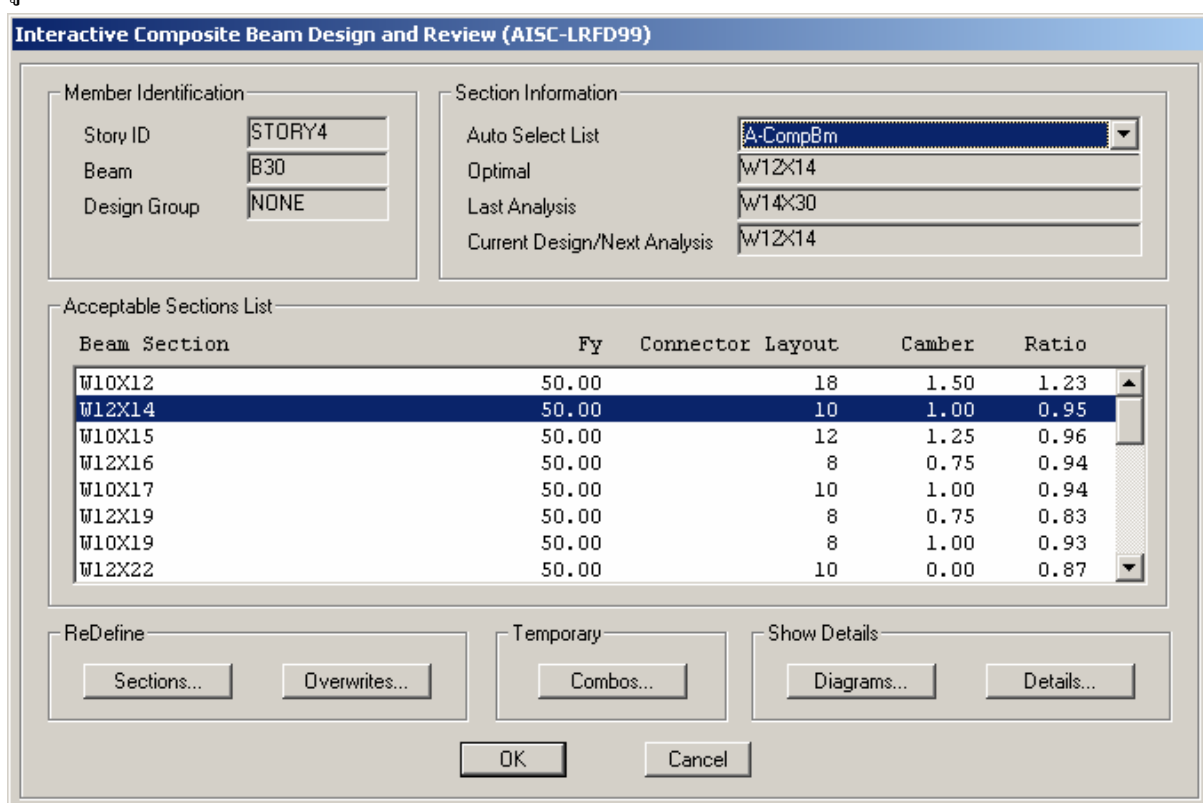 Interactive Composite Beam Design and Review (AISC-LRFD99)
Member Identification
Story ID STORY4
Beam B30
Design Group NONE
Section Information
Auto Select List A-CompBm
Optimal W12X14
Last Analysis W14X30
Current Design/Next Analysis W12X14
Acceptable Sections List
Beam Section Fy Connector Layout Camber Ratio
W10X12 50.00 18 1.50 1.23
W12X14 50.00 10 1.00 0.95
W10X15 50.00 12 1.25 0.96
W12X16 50.00 8 0.75 0.94
W10X17 50.00 10 1.00 0.94
W12X19 50.00 8 0.75 0.83
W10X19 50.00 8 1.00 0.93
W12X22 50.00 10 0.00 0.87
ReDefine
Sections... Overwrites...
Temporary
Combos...
Show Details
Diagrams... Details...
OK Cancel